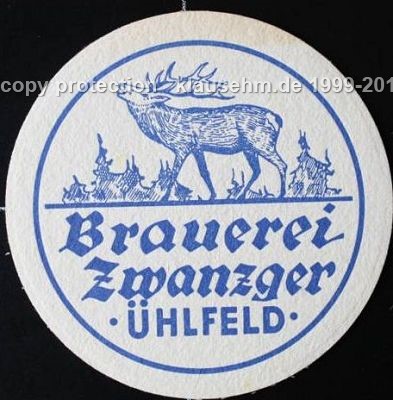 copy protection klausehm.de 1999-201
Brauerei
Zwanzger
· ÜHLFELD ·